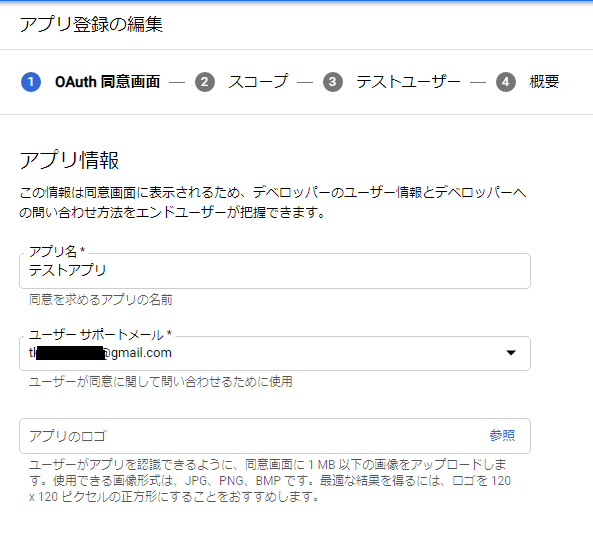 アプリ登録の編集
1 OAuth 同意画面 — 2 スコープ — 3 テストユーザー — 4 概要
アプリ情報
この情報は同意画面に表示されるため、デベロッパーのユーザー情報とデベロッパーへ
の問い合わせ方法をエンドユーザーが把握できます。
アプリ名 *
テストアプリ
同意を求めるアプリの名前
ユーザー サポートメール *
@gmail.com
ユーザーが同意に関して問い合わせるために使用
アプリのロゴ 参照
ユーザーがアプリを認識できるように、同意画面に 1 MB 以下の画像をアップロードしま
す。使用できる画像形式は、JPG、PNG、BMP です。最適な結果を得るには、ロゴを 120
x 120 ピクセルの正方形にすることをおすすめします。